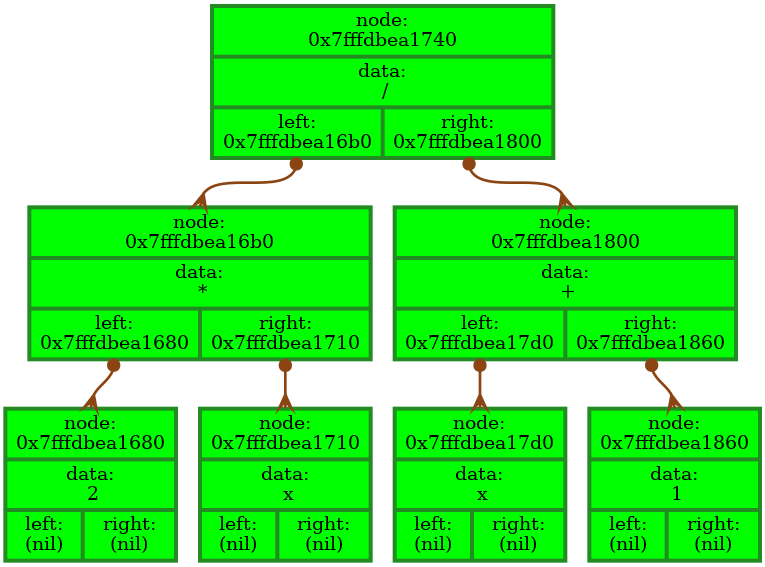 node:
0x7fffdbea1740
data:
/
left:
0x7fffdbea16b0
right:
0x7fffdbea1800
node:
0x7fffdbea16b0
data:
*
left:
0x7fffdbea1680
right:
0x7fffdbea1710
node:
0x7fffdbea1800
data:
+
left:
0x7fffdbea17d0
right:
0x7fffdbea1860
node:
0x7fffdbea1680
data:
2
left:
(nil)
right:
(nil)
node:
0x7fffdbea1710
data:
x
left:
(nil)
right:
(nil)
node:
0x7fffdbea17d0
data:
x
left:
(nil)
right:
(nil)
node:
0x7fffdbea1860
data:
1
left:
(nil)
right:
(nil)